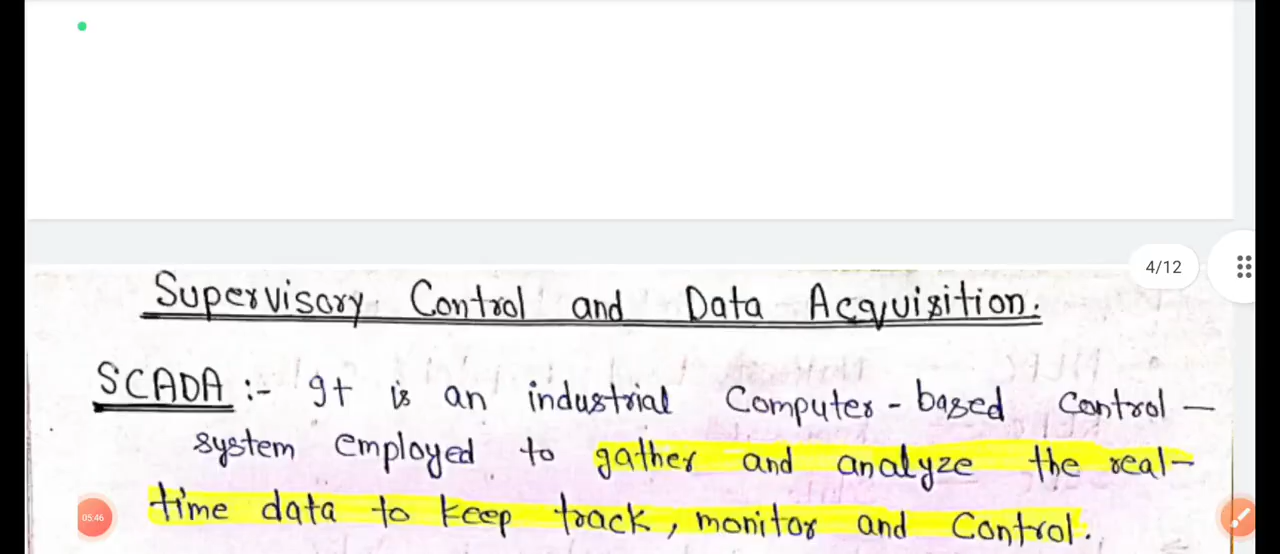 4/12
Supervisory Control and Data Acquisition.
SCADA :- It is an industrial Computer-based control-
system employed to gather and analyze the real-
time data to keep track, monitor and Control.
05:46